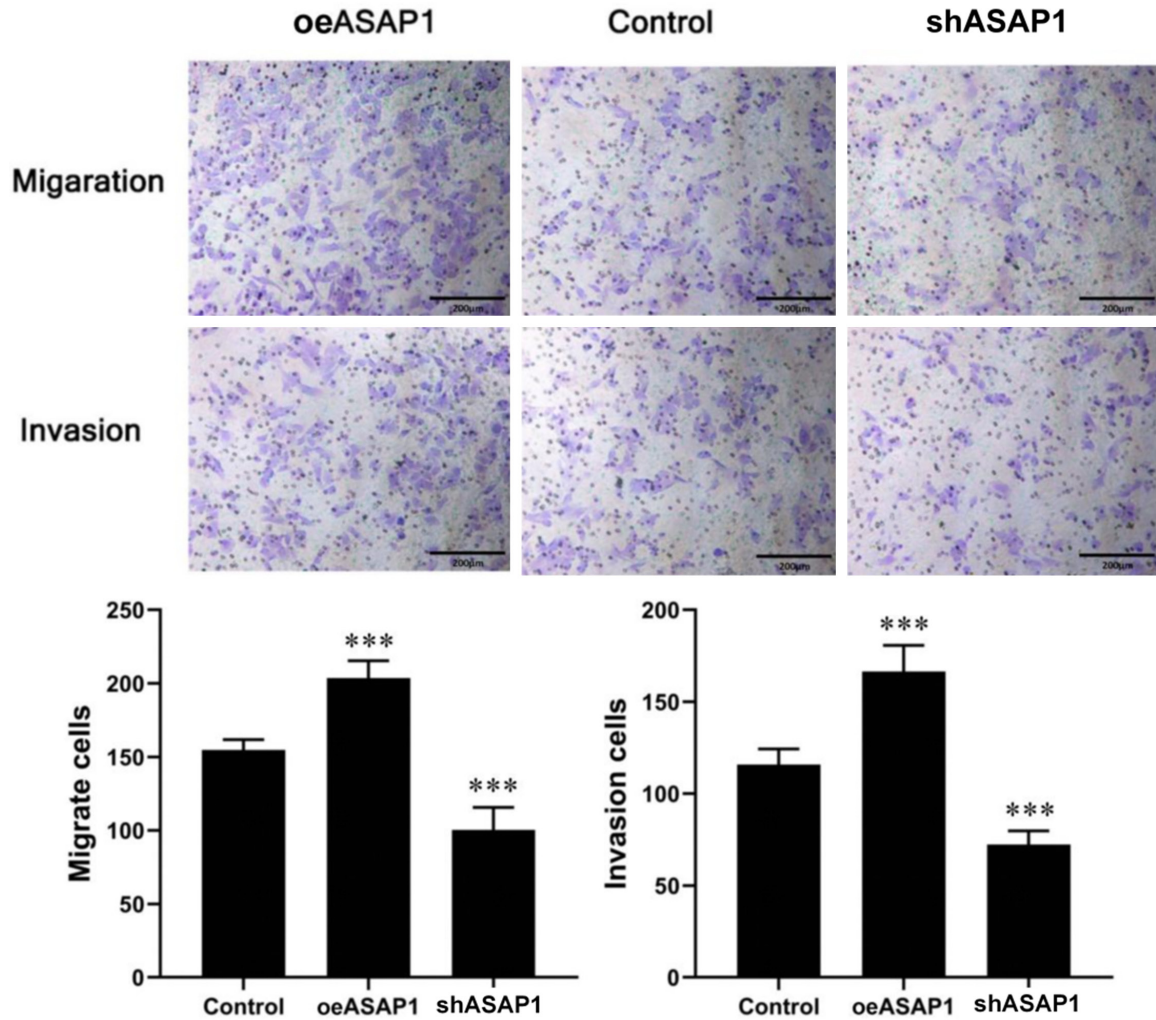 oeASAP1 Control shASAP1
Migaration
200μm 200μm 200μm
Invasion
200μm 200μm 200μm
Migrate cells
250
200
150
100
50
0
***
***
Control oeASAP1 shASAP1
Invasion cells
200
150
100
50
0
***
***
Control oeASAP1 shASAP1